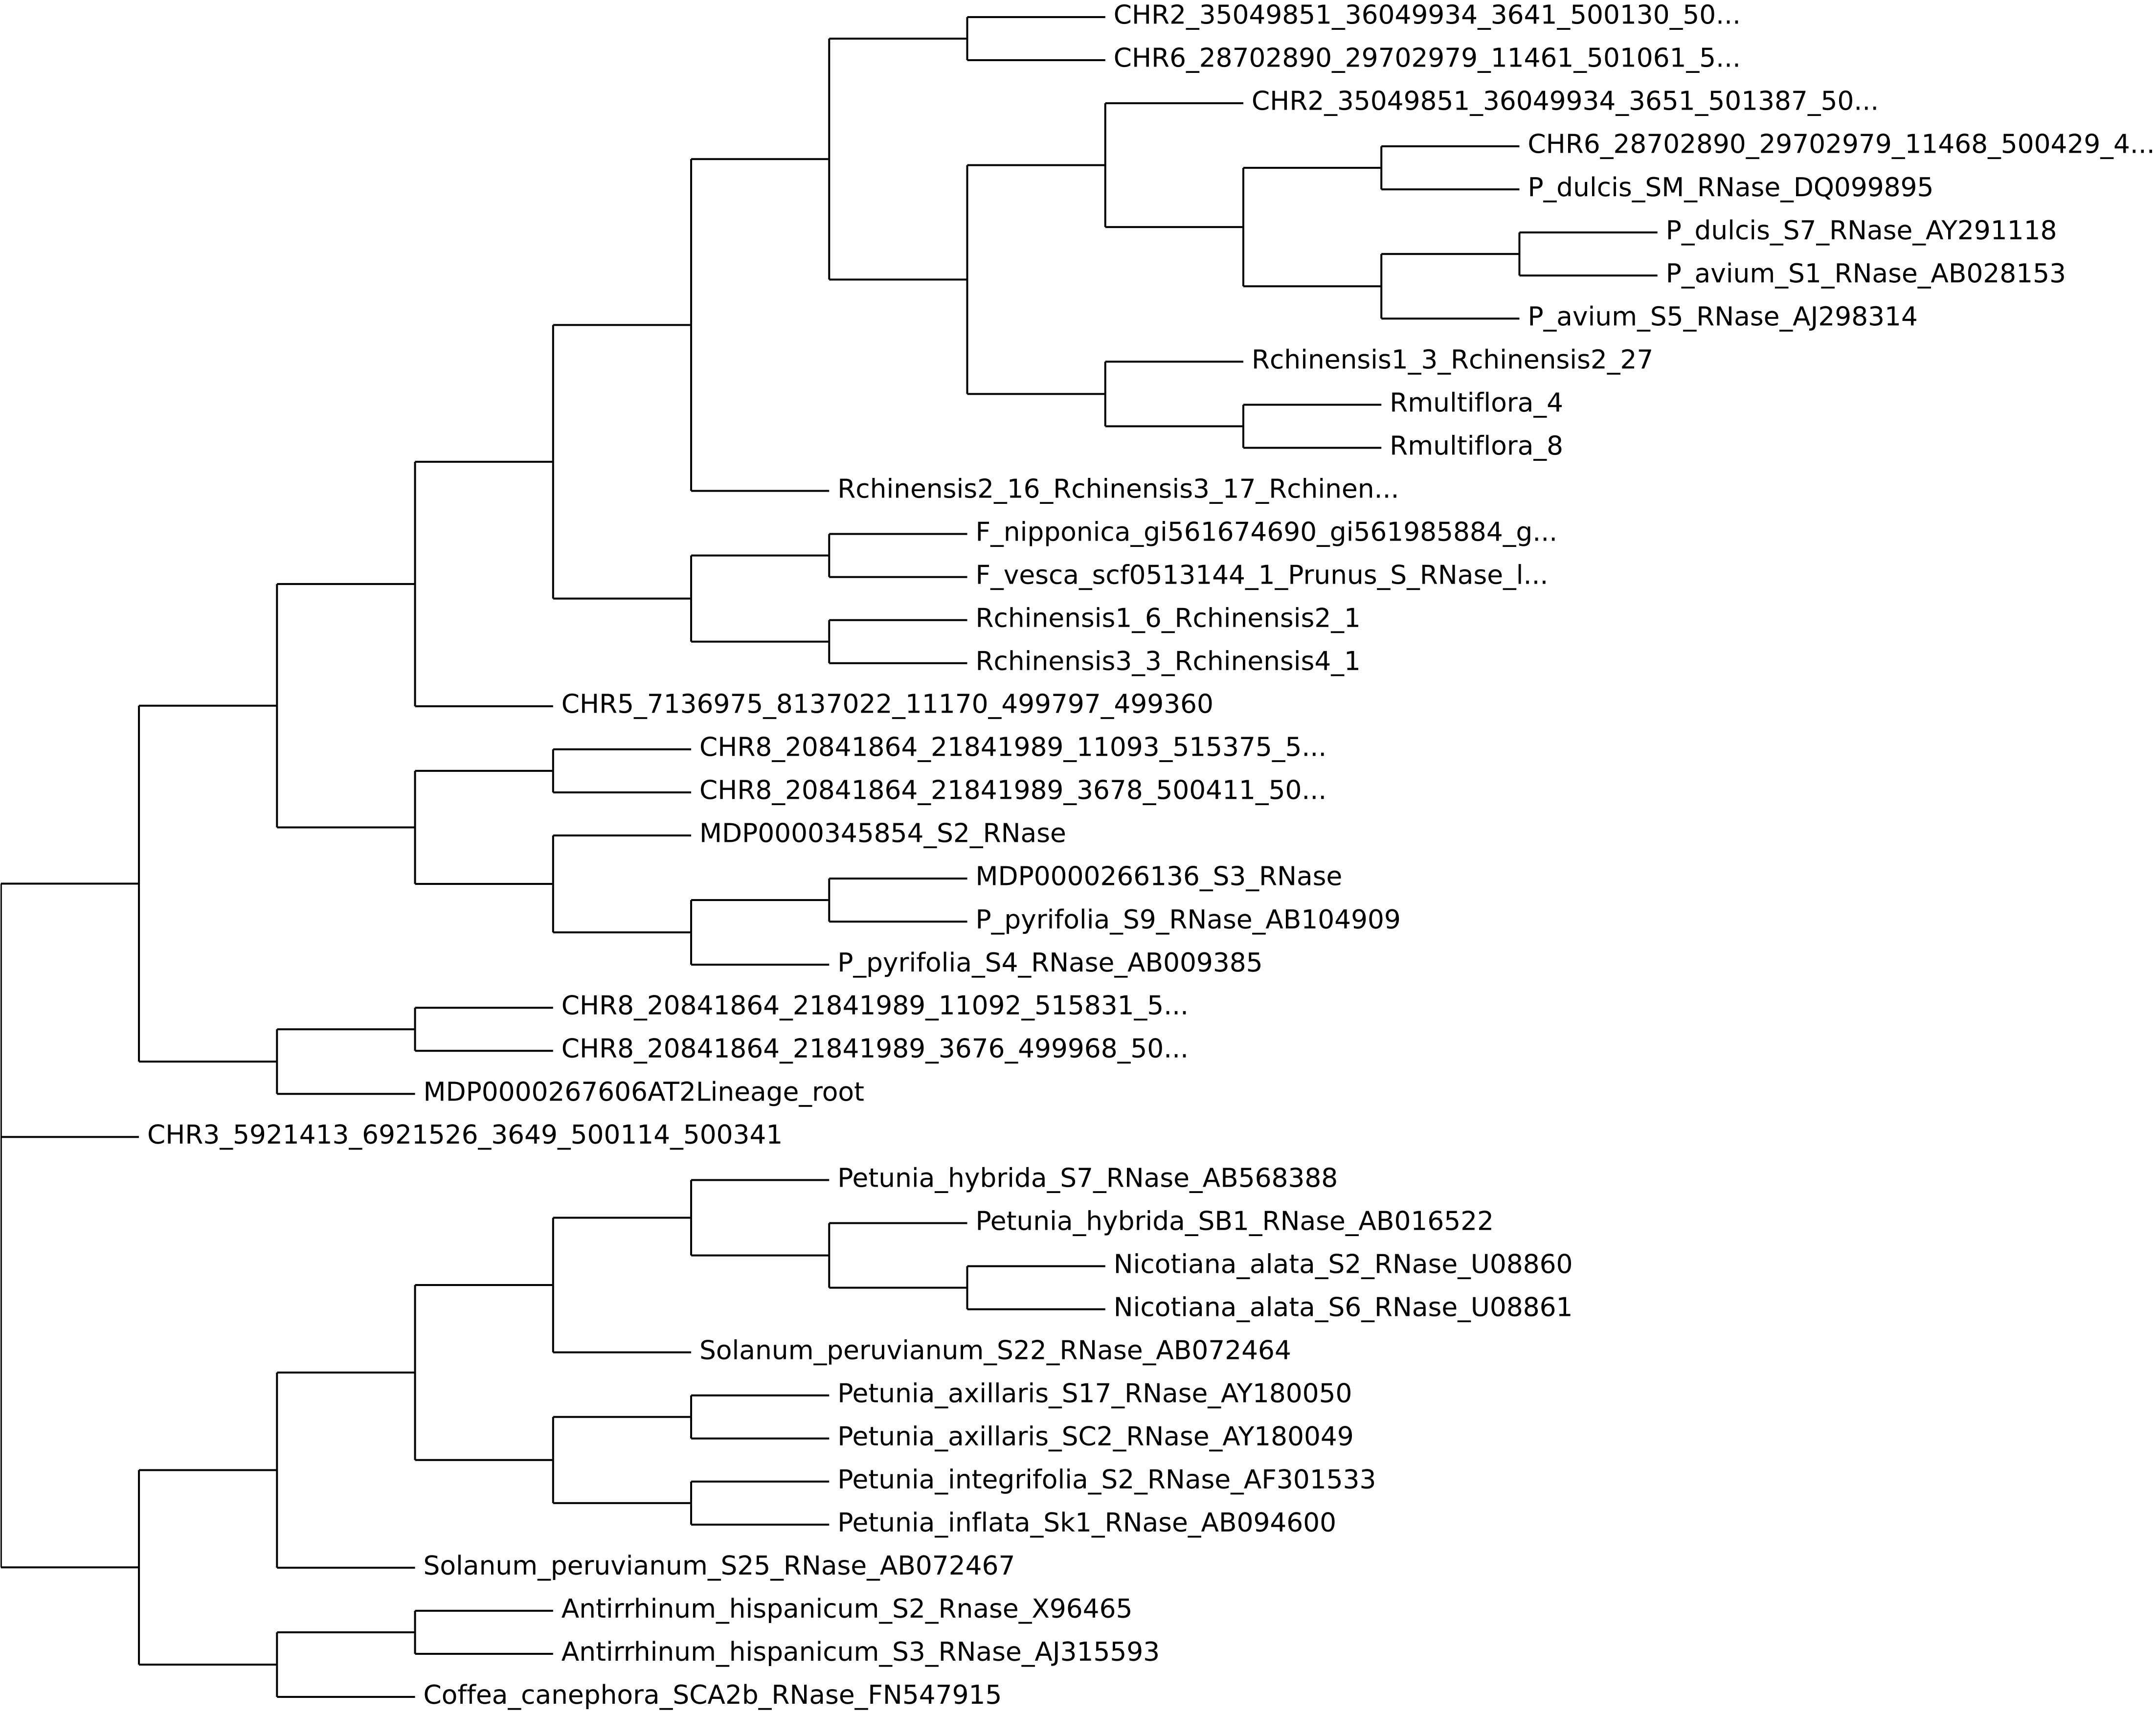 CHR2_35049851_36049934_3641_500130_50...
CHR6_28702890_29702979_11461_501061_5...
CHR2_35049851_36049934_3651_501387_50...
CHR6_28702890_29702979_11468_500429_4...
P_dulcis_SM_RNase_DQ099895
P_dulcis_S7_RNase_AY291118
P_avium_S1_RNase_AB028153
P_avium_S5_RNase_AJ298314
Rchinensis1_3_Rchinensis2_27
Rmultiflora_4
Rmultiflora_8
Rchinensis2_16_Rchinensis3_17_Rchinen...
F_nipponica_gi561674690_gi561985884_g...
F_vesca_scf0513144_1_Prunus_S_RNase_l...
Rchinensis1_6_Rchinensis2_1
Rchinensis3_3_Rchinensis4_1
CHR5_7136975_8137022_11170_499797_499360
CHR8_20841864_21841989_11093_515375_5...
CHR8_20841864_21841989_3678_500411_50...
MDP0000345854_S2_RNase
MDP0000266136_S3_RNase
P_pyrifolia_S9_RNase_AB104909
P_pyrifolia_S4_RNase_AB009385
CHR8_20841864_21841989_11092_515831_5...
CHR8_20841864_21841989_3676_499968_50...
MDP0000267606AT2Lineage_root
CHR3_5921413_6921526_3649_500114_500341
Petunia_hybrida_S7_RNase_AB568388
Petunia_hybrida_SB1_RNase_AB016522
Nicotiana_alata_S2_RNase_U08860
Nicotiana_alata_S6_RNase_U08861
Solanum_peruvianum_S22_RNase_AB072464
Petunia_axillaris_S17_RNase_AY180050
Petunia_axillaris_SC2_RNase_AY180049
Petunia_integrifolia_S2_RNase_AF301533
Petunia_inflata_Sk1_RNase_AB094600
Solanum_peruvianum_S25_RNase_AB072467
Antirrhinum_hispanicum_S2_Rnase_X96465
Antirrhinum_hispanicum_S3_RNase_AJ315593
Coffea_canephora_SCA2b_RNase_FN547915